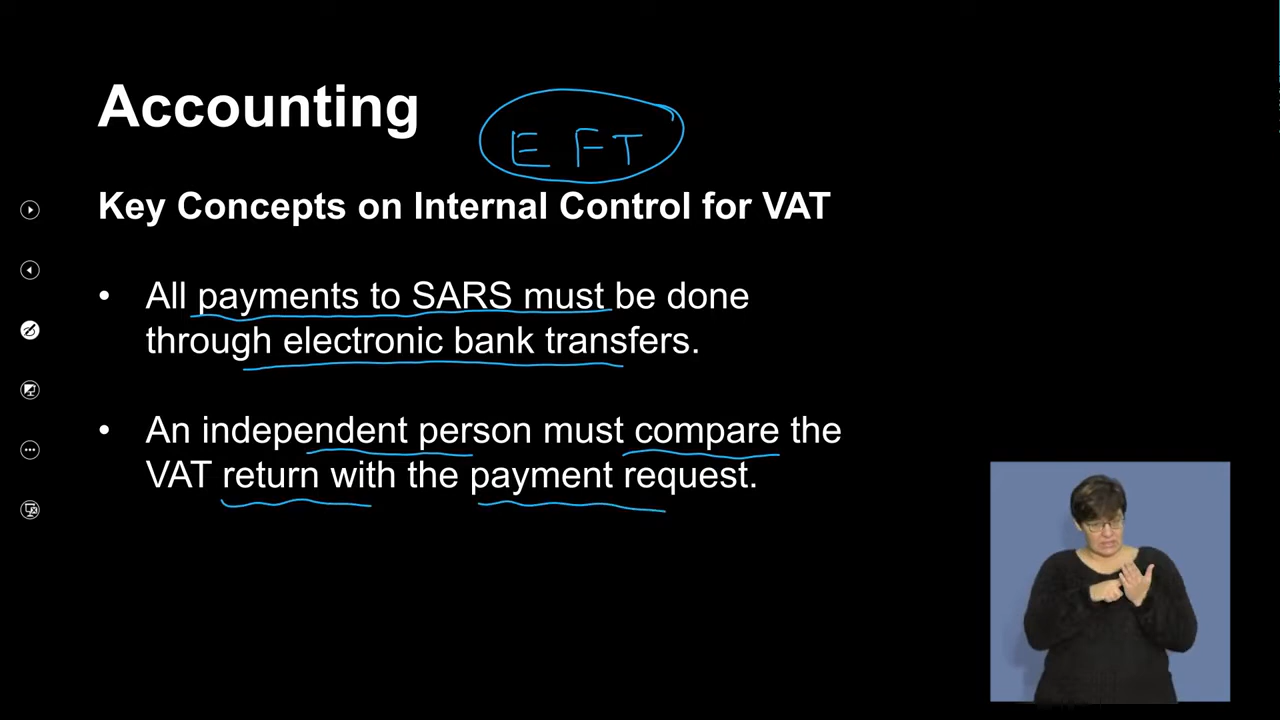 Accounting
E F T
Key Concepts on Internal Control for VAT
• All payments to SARS must be done
through electronic bank transfers.
• An independent person must compare the
VAT return with the payment request.